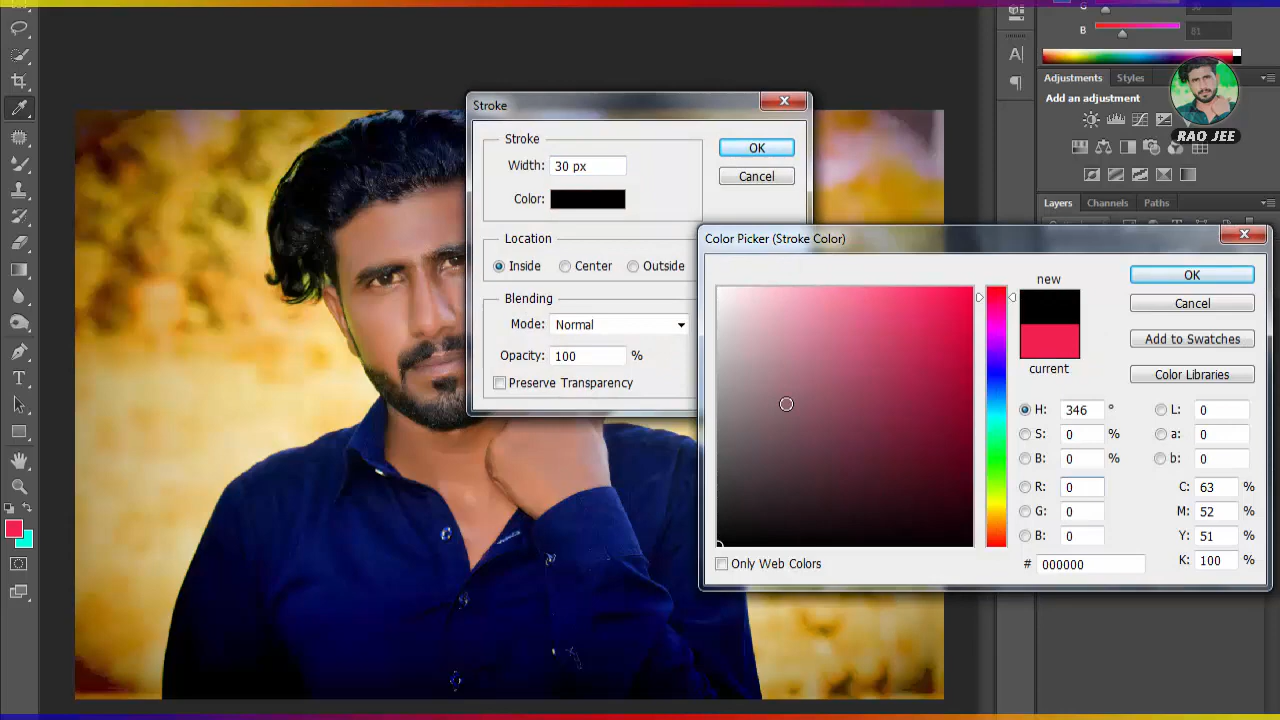 G
B
81
Adjustments
Styles
Add an adjustment
RAO JEE
Layers
Channels
Paths
Stroke
Stroke
Width: 30 px
Color:
OK
Cancel
Location
Inside
Center
Outside
Blending
Mode: Normal
Opacity: 100 %
Preserve Transparency
Color Picker (Stroke Color)
new
current
OK
Cancel
Add to Swatches
Color Libraries
H: 346 °
L: 0
S: 0 %
a: 0
B: 0 %
b: 0
R: 0
C: 63 %
G: 0
M: 52 %
B: 0
Y: 51 %
# 000000
K: 100 %
Only Web Colors